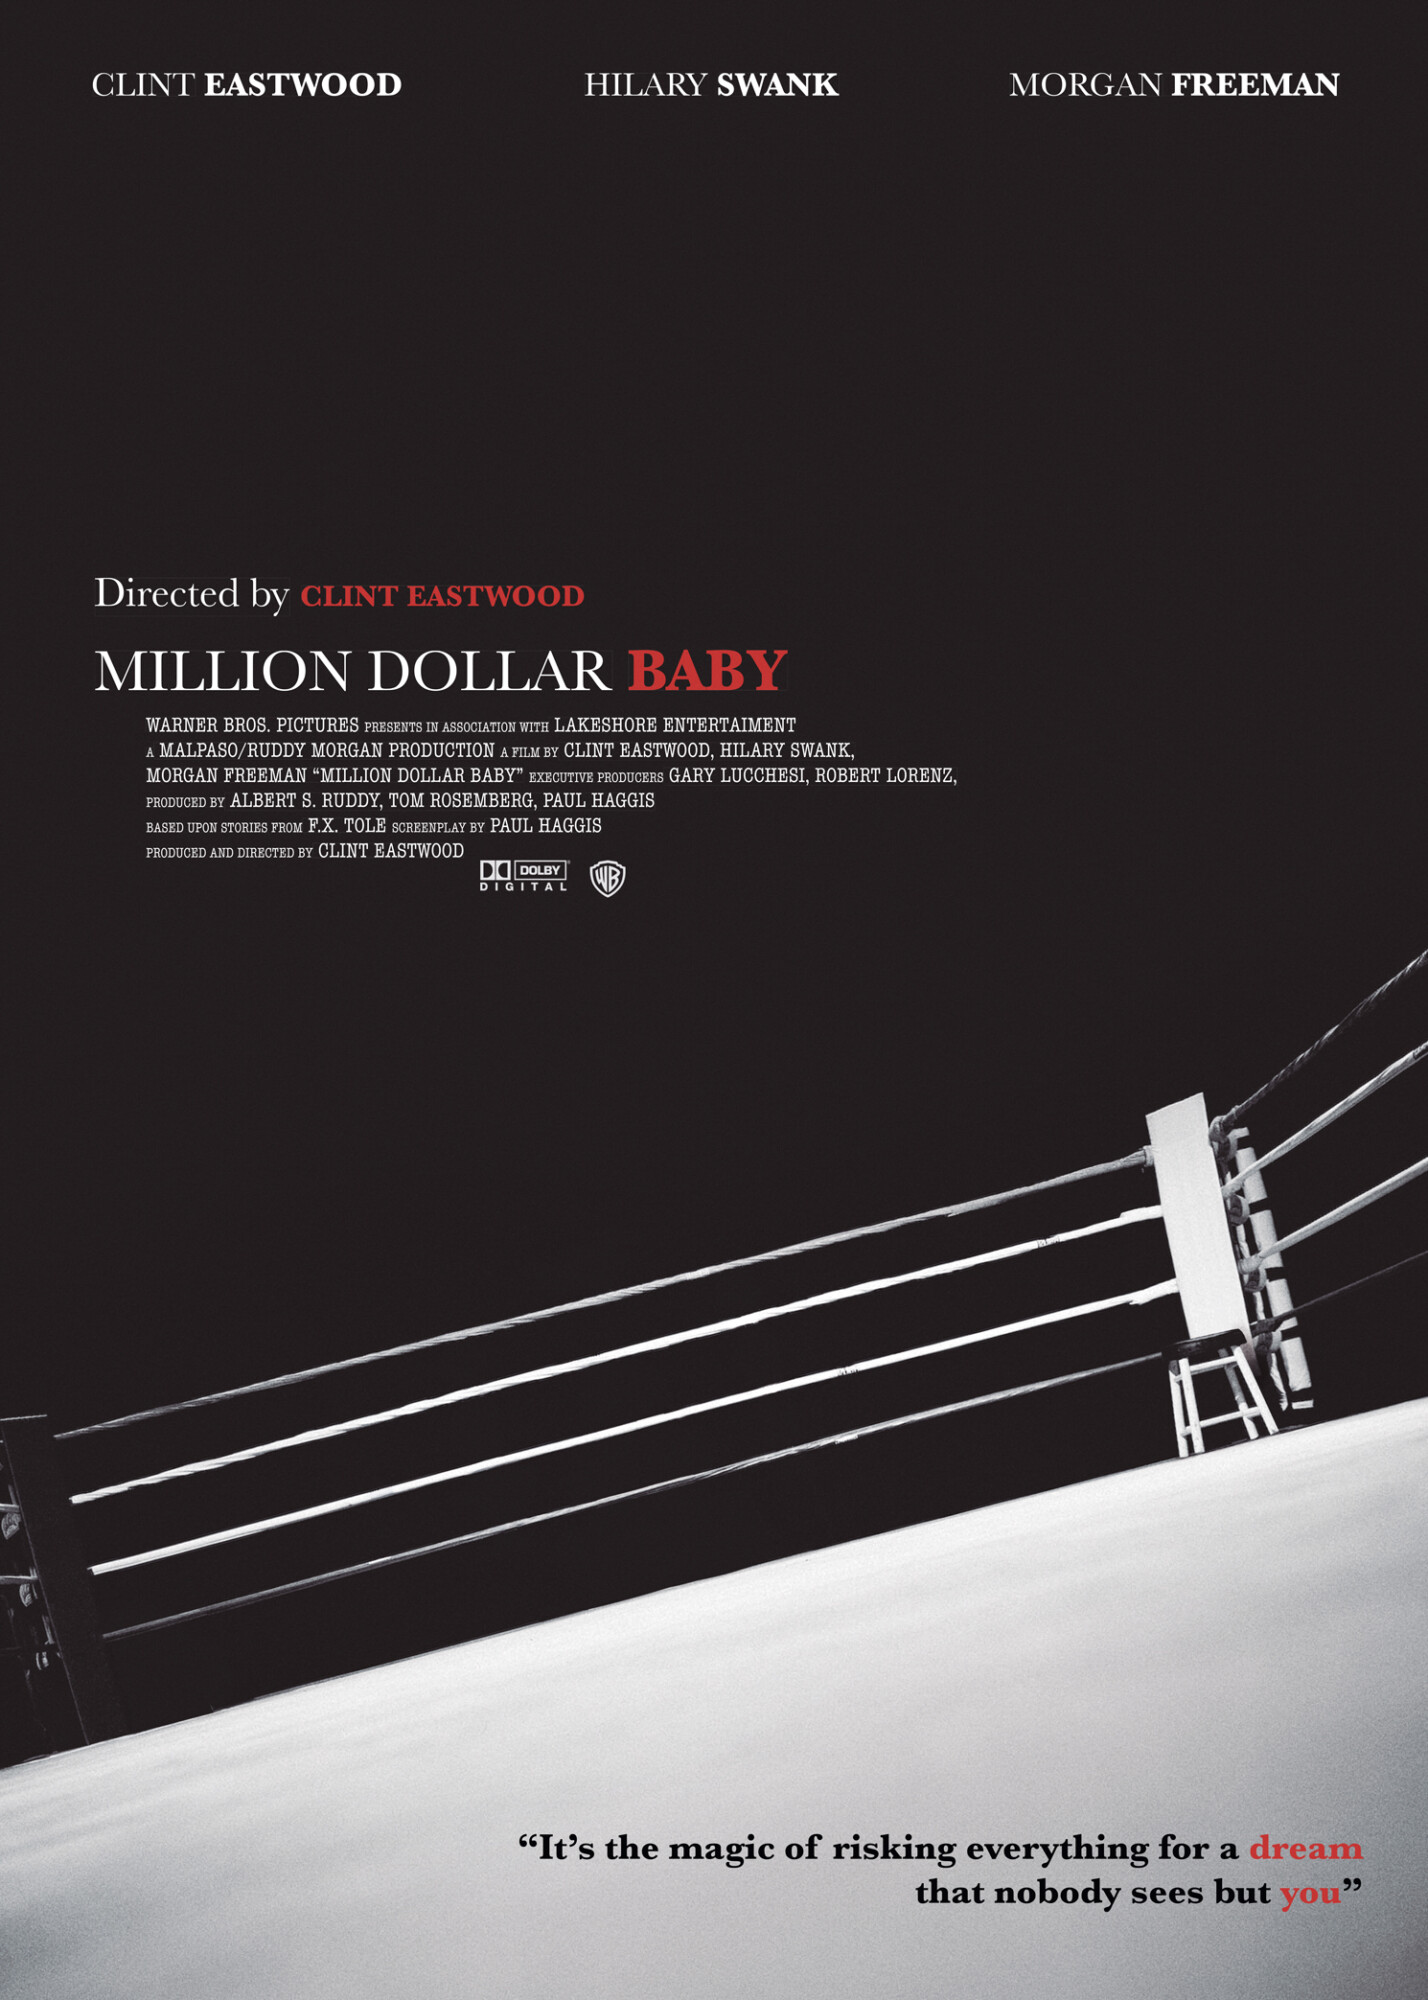 CLINT EASTWOOD HILARY SWANK MORGAN FREEMAN
Directed by CLINT EASTWOOD
MILLION DOLLAR BABY
WARNER BROS. PICTURES PRESENTS IN ASSOCIATION WITH LAKESHORE ENTERTAIMENT
A MALPASO/RUDDY MORGAN PRODUCTION A FILM BY CLINT EASTWOOD, HILARY SWANK,
MORGAN FREEMAN “MILLION DOLLAR BABY” EXECUTIVE PRODUCERS GARY LUCCHESI, ROBERT LORENZ,
PRODUCED BY ALBERT S. RUDDY, TOM ROSEMBERG, PAUL HAGGIS
BASED UPON STORIES FROM F.X. TOLE SCREENPLAY BY PAUL HAGGIS
PRODUCED AND DIRECTED BY CLINT EASTWOOD
DOLBY
DIGITAL
WB
“It’s the magic of risking everything for a dream
that nobody sees but you”